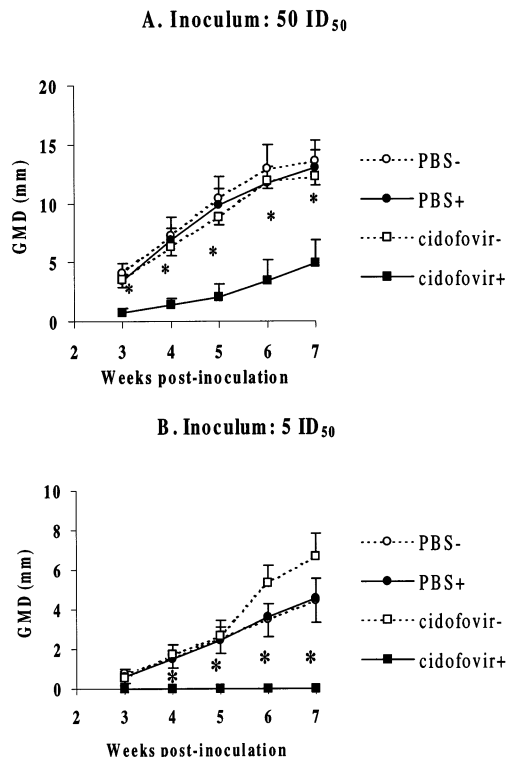 A. Inoculum: 50 ID50
20
15
10
5
0
GMD (mm)
2 3 4 5 6 7
Weeks post-inoculation
* * * * *
PBS-
PBS+
cidofovir-
cidofovir+
B. Inoculum: 5 ID50
10
8
6
4
2
0
GMD (mm)
2 3 4 5 6 7
Weeks post-inoculation
* * * *
PBS-
PBS+
cidofovir-
cidofovir+